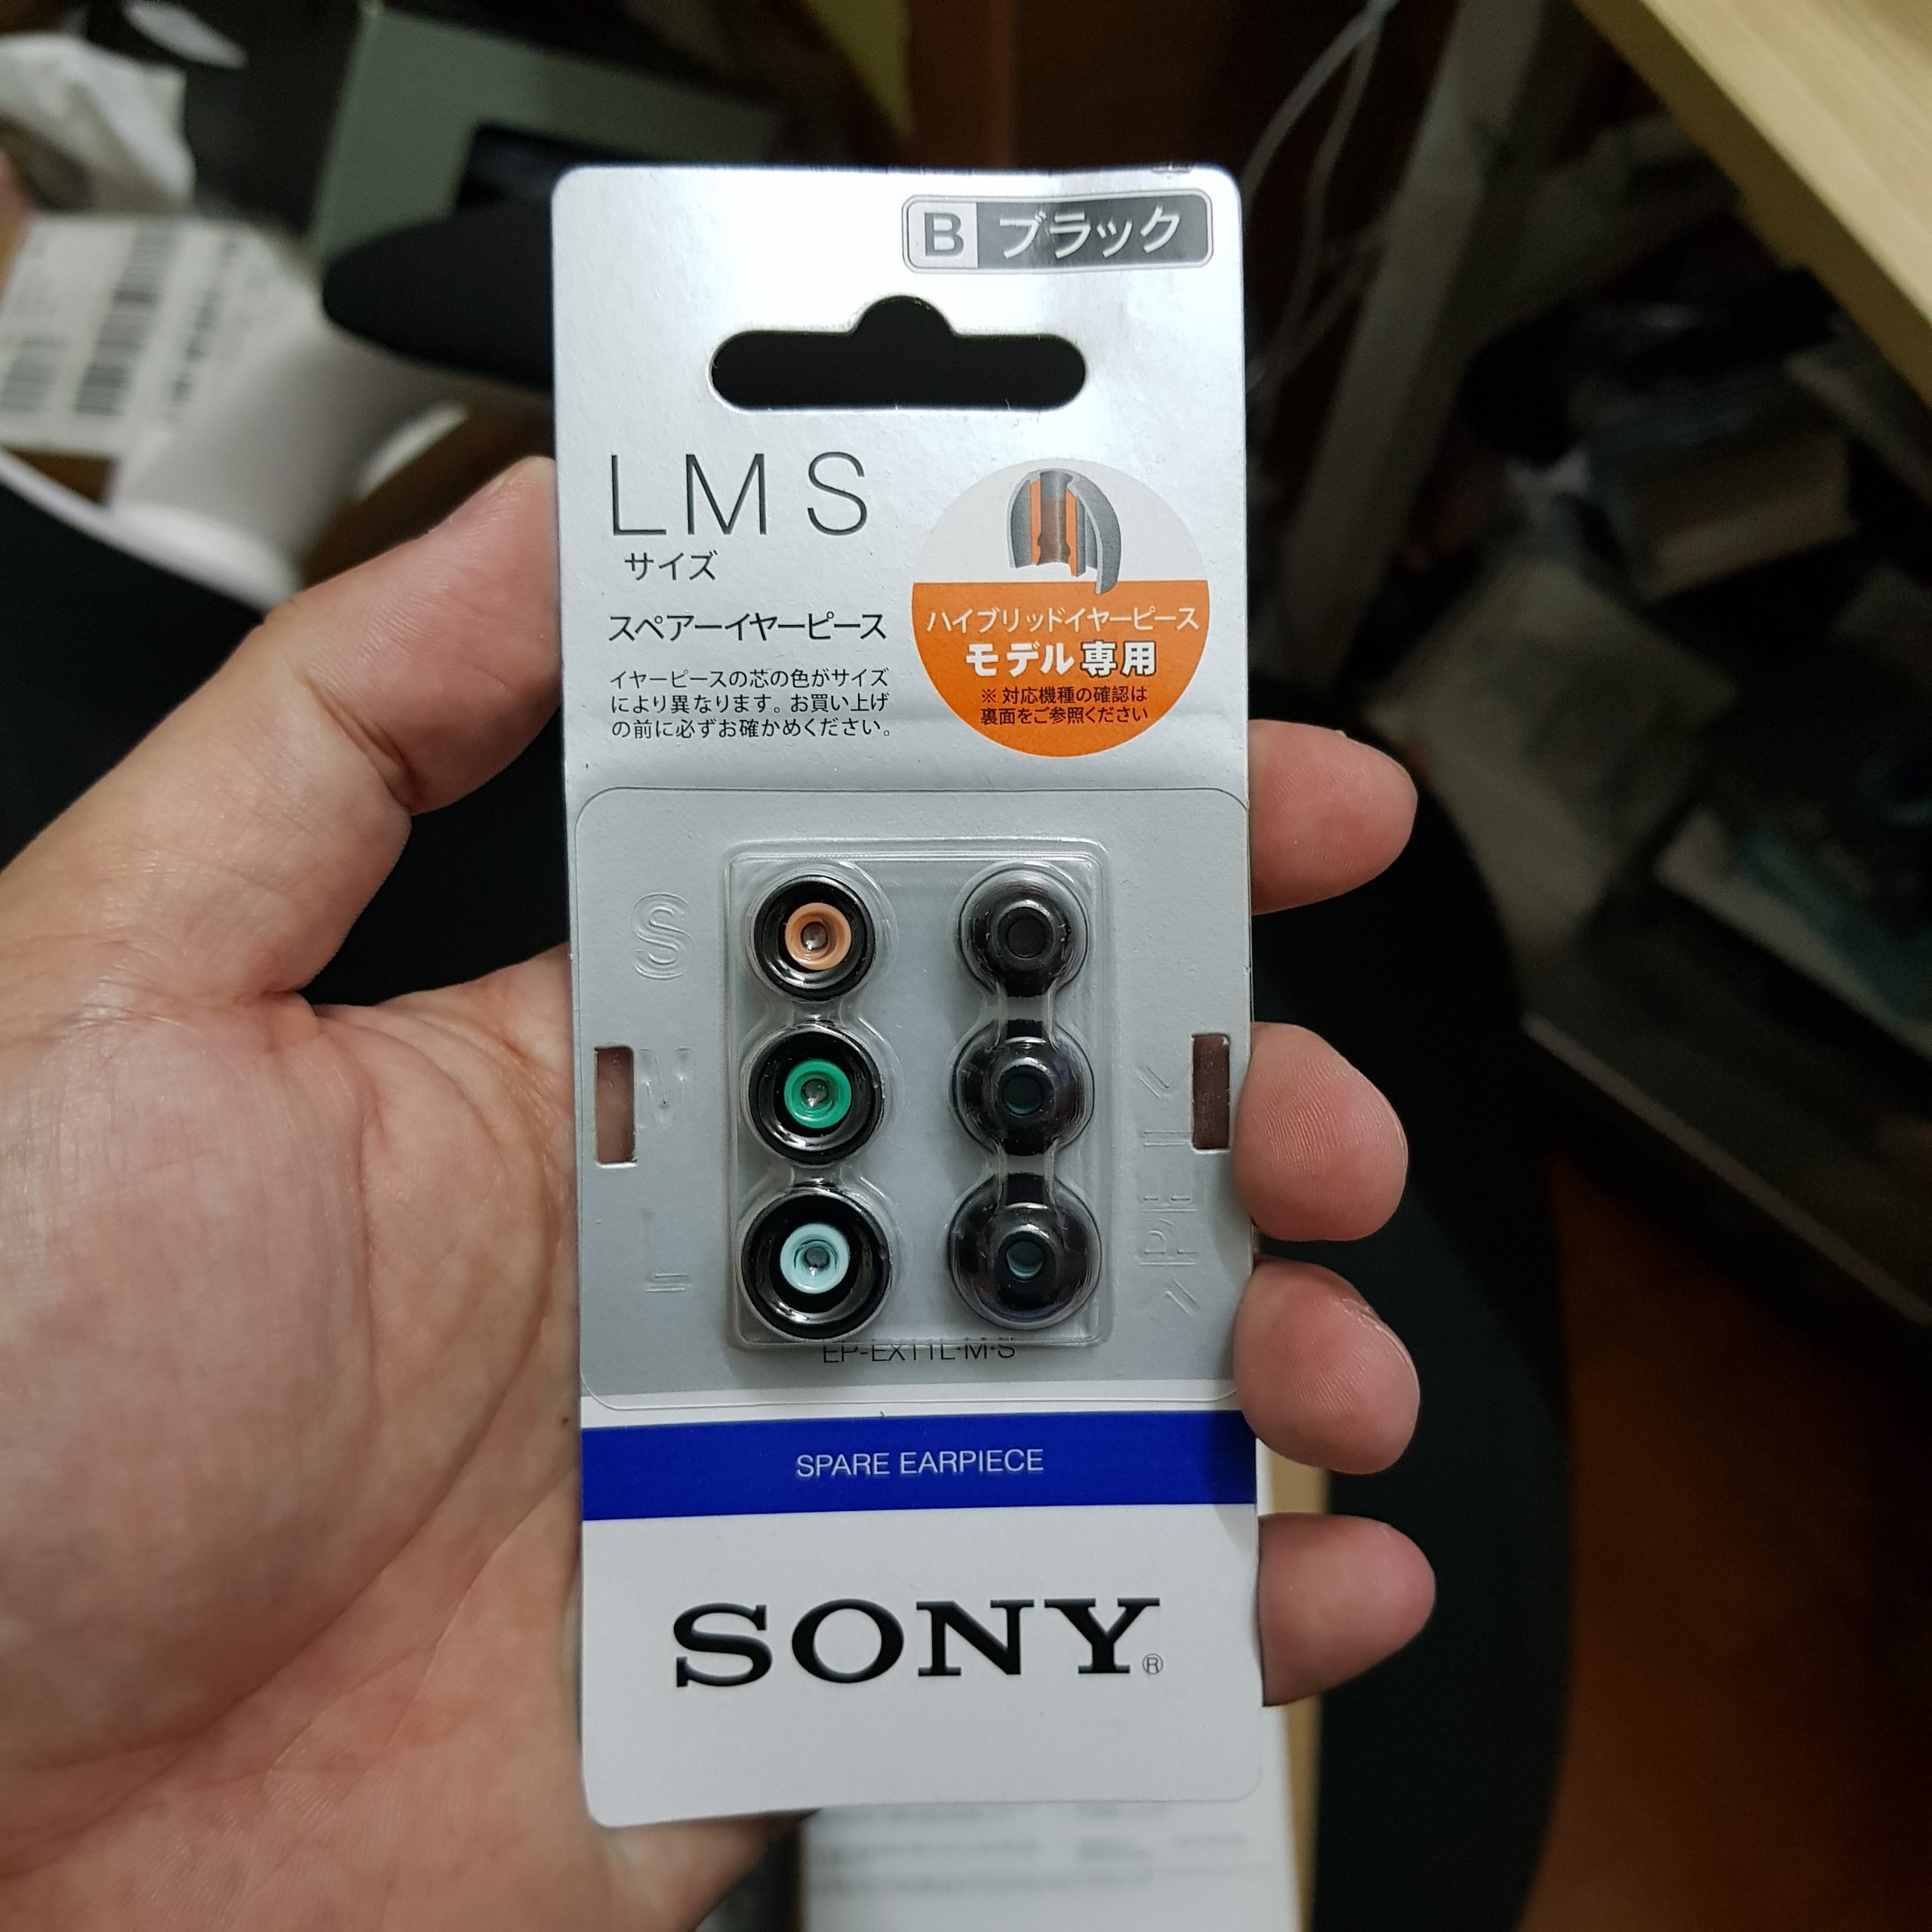 B ブラック
LMS
サイズ
スペアーイヤーピース
イヤーピースの芯の色がサイズ
により異なります。お買い上げ
の前に必ずお確かめください。
ハイブリッドイヤーピース
モデル専用
※対応機種の確認は
裏面をご参照ください
S
M
L
>PET<
EP-EX11L·M·S
SPARE EARPIECE
SONY®